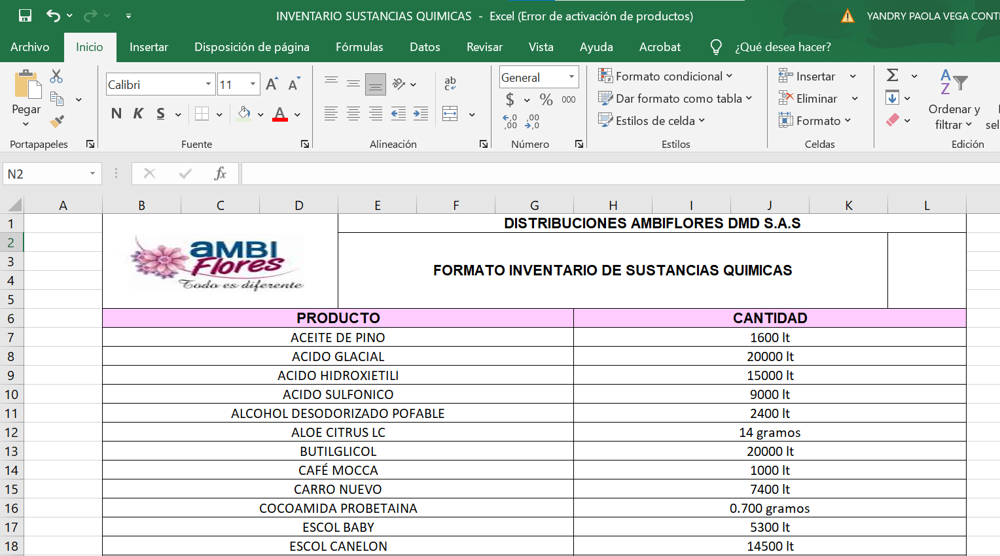 INVENTARIO SUSTANCIAS QUIMICAS - Excel (Error de activación de productos)
YANDRY PAOLA VEGA CONT
Archivo Inicio Insertar Disposición de página Fórmulas Datos Revisar Vista Ayuda Acrobat ¿Qué desea hacer?
Pegar
Calibri 11
N K S
ab
General
$ % 000
Formato condicional
Dar formato como tabla
Estilos de celda
Insertar
Eliminar
Formato
Ordenar y
filtrar
sel
Portapapeles Fuente Alineación Número Estilos Celdas Edición
N2 fx
A B C D E F G H I J K L
1 DISTRIBUCIONES AMBIFLORES DMD S.A.S
2
AMBI
3
Flores
FORMATO INVENTARIO DE SUSTANCIAS QUIMICAS
4
Todo es diferente
5
6 PRODUCTO CANTIDAD
7 ACEITE DE PINO 1600 lt
8 ACIDO GLACIAL 20000 lt
9 ACIDO HIDROXIETILI 15000 lt
10 ACIDO SULFONICO 9000 lt
11 ALCOHOL DESODORIZADO POFABLE 2400 lt
12 ALOE CITRUS LC 14 gramos
13 BUTILGLICOL 20000 lt
14 CAFÉ MOCCA 1000 lt
15 CARRO NUEVO 7400 lt
16 COCOAMIDA PROBETAINA 0.700 gramos
17 ESCOL BABY 5300 lt
18 ESCOL CANELON 14500 lt